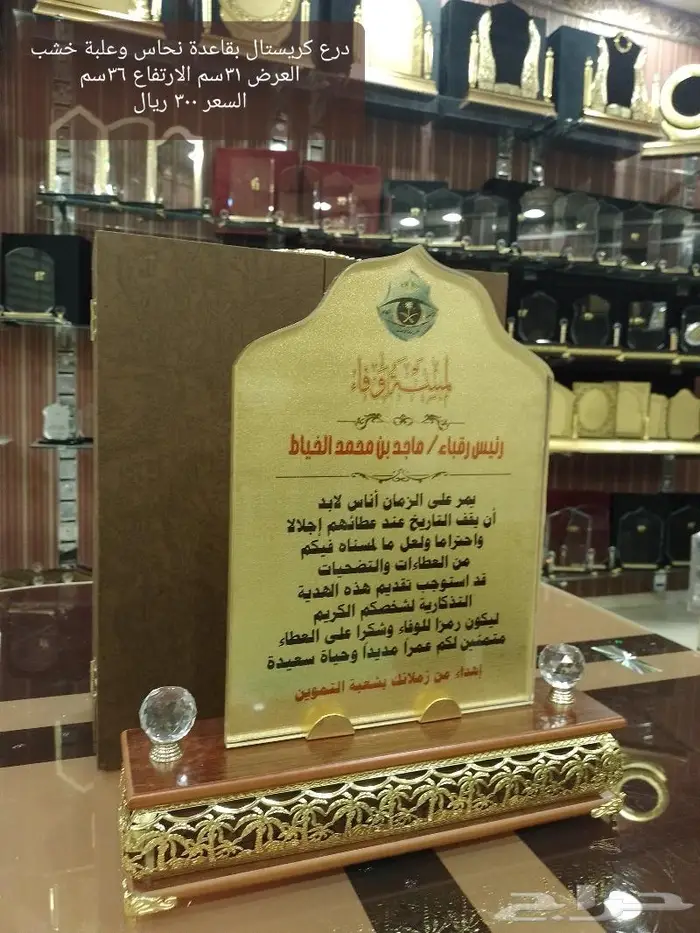 درع كريستال بقاعدة نحاس وعلبة خشب
العرض ٣١سم الارتفاع ٣٦سم
السعر ٣٠٠ ريال
لمسة وفاء
رئيس رقباء / ماجد بن محمد الخياط
يمر على الزمان أناس لابد
أن يقف التاريخ عند عطائهم إجلالا
واحتراما ولعل ما لمسناه فيكم
من العطاءات والتضحيات
قد استوجب تقديم هذه الهدية
التذكارية لشخصكم الكريم
ليكون رمزا للوفاء وشكرا على العطاء
متمنين لكم عمرا مديدا وحياة سعيدة
إهداء من زملائك بشعبة التموين
حراج